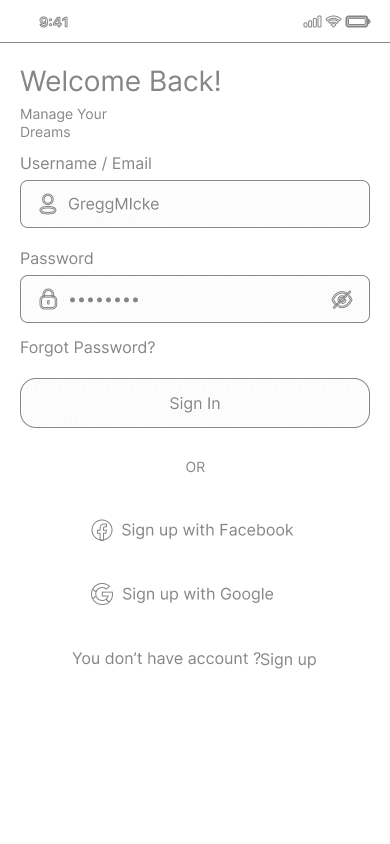 9:41
Welcome Back!
Manage Your
Dreams
Username / Email
GreggMIcke
Password
••••••••
Forgot Password?
Sign In
OR
Sign up with Facebook
Sign up with Google
You don’t have account ?Sign up